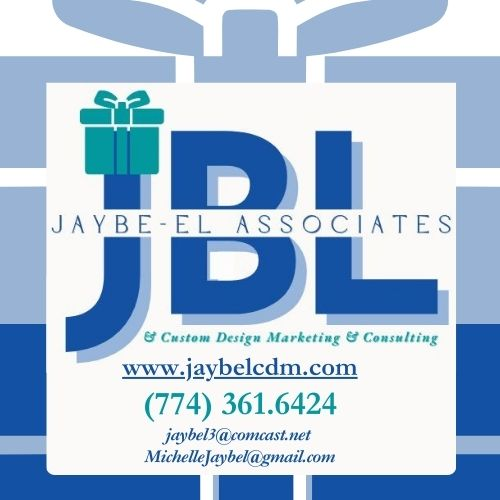 JBL
JAYBE-EL ASSOCIATES
& Custom Design Marketing & Consulting
www.jaybelcdm.com
(774) 361.6424
jaybel3@comcast.net
MichelleJaybel@gmail.com